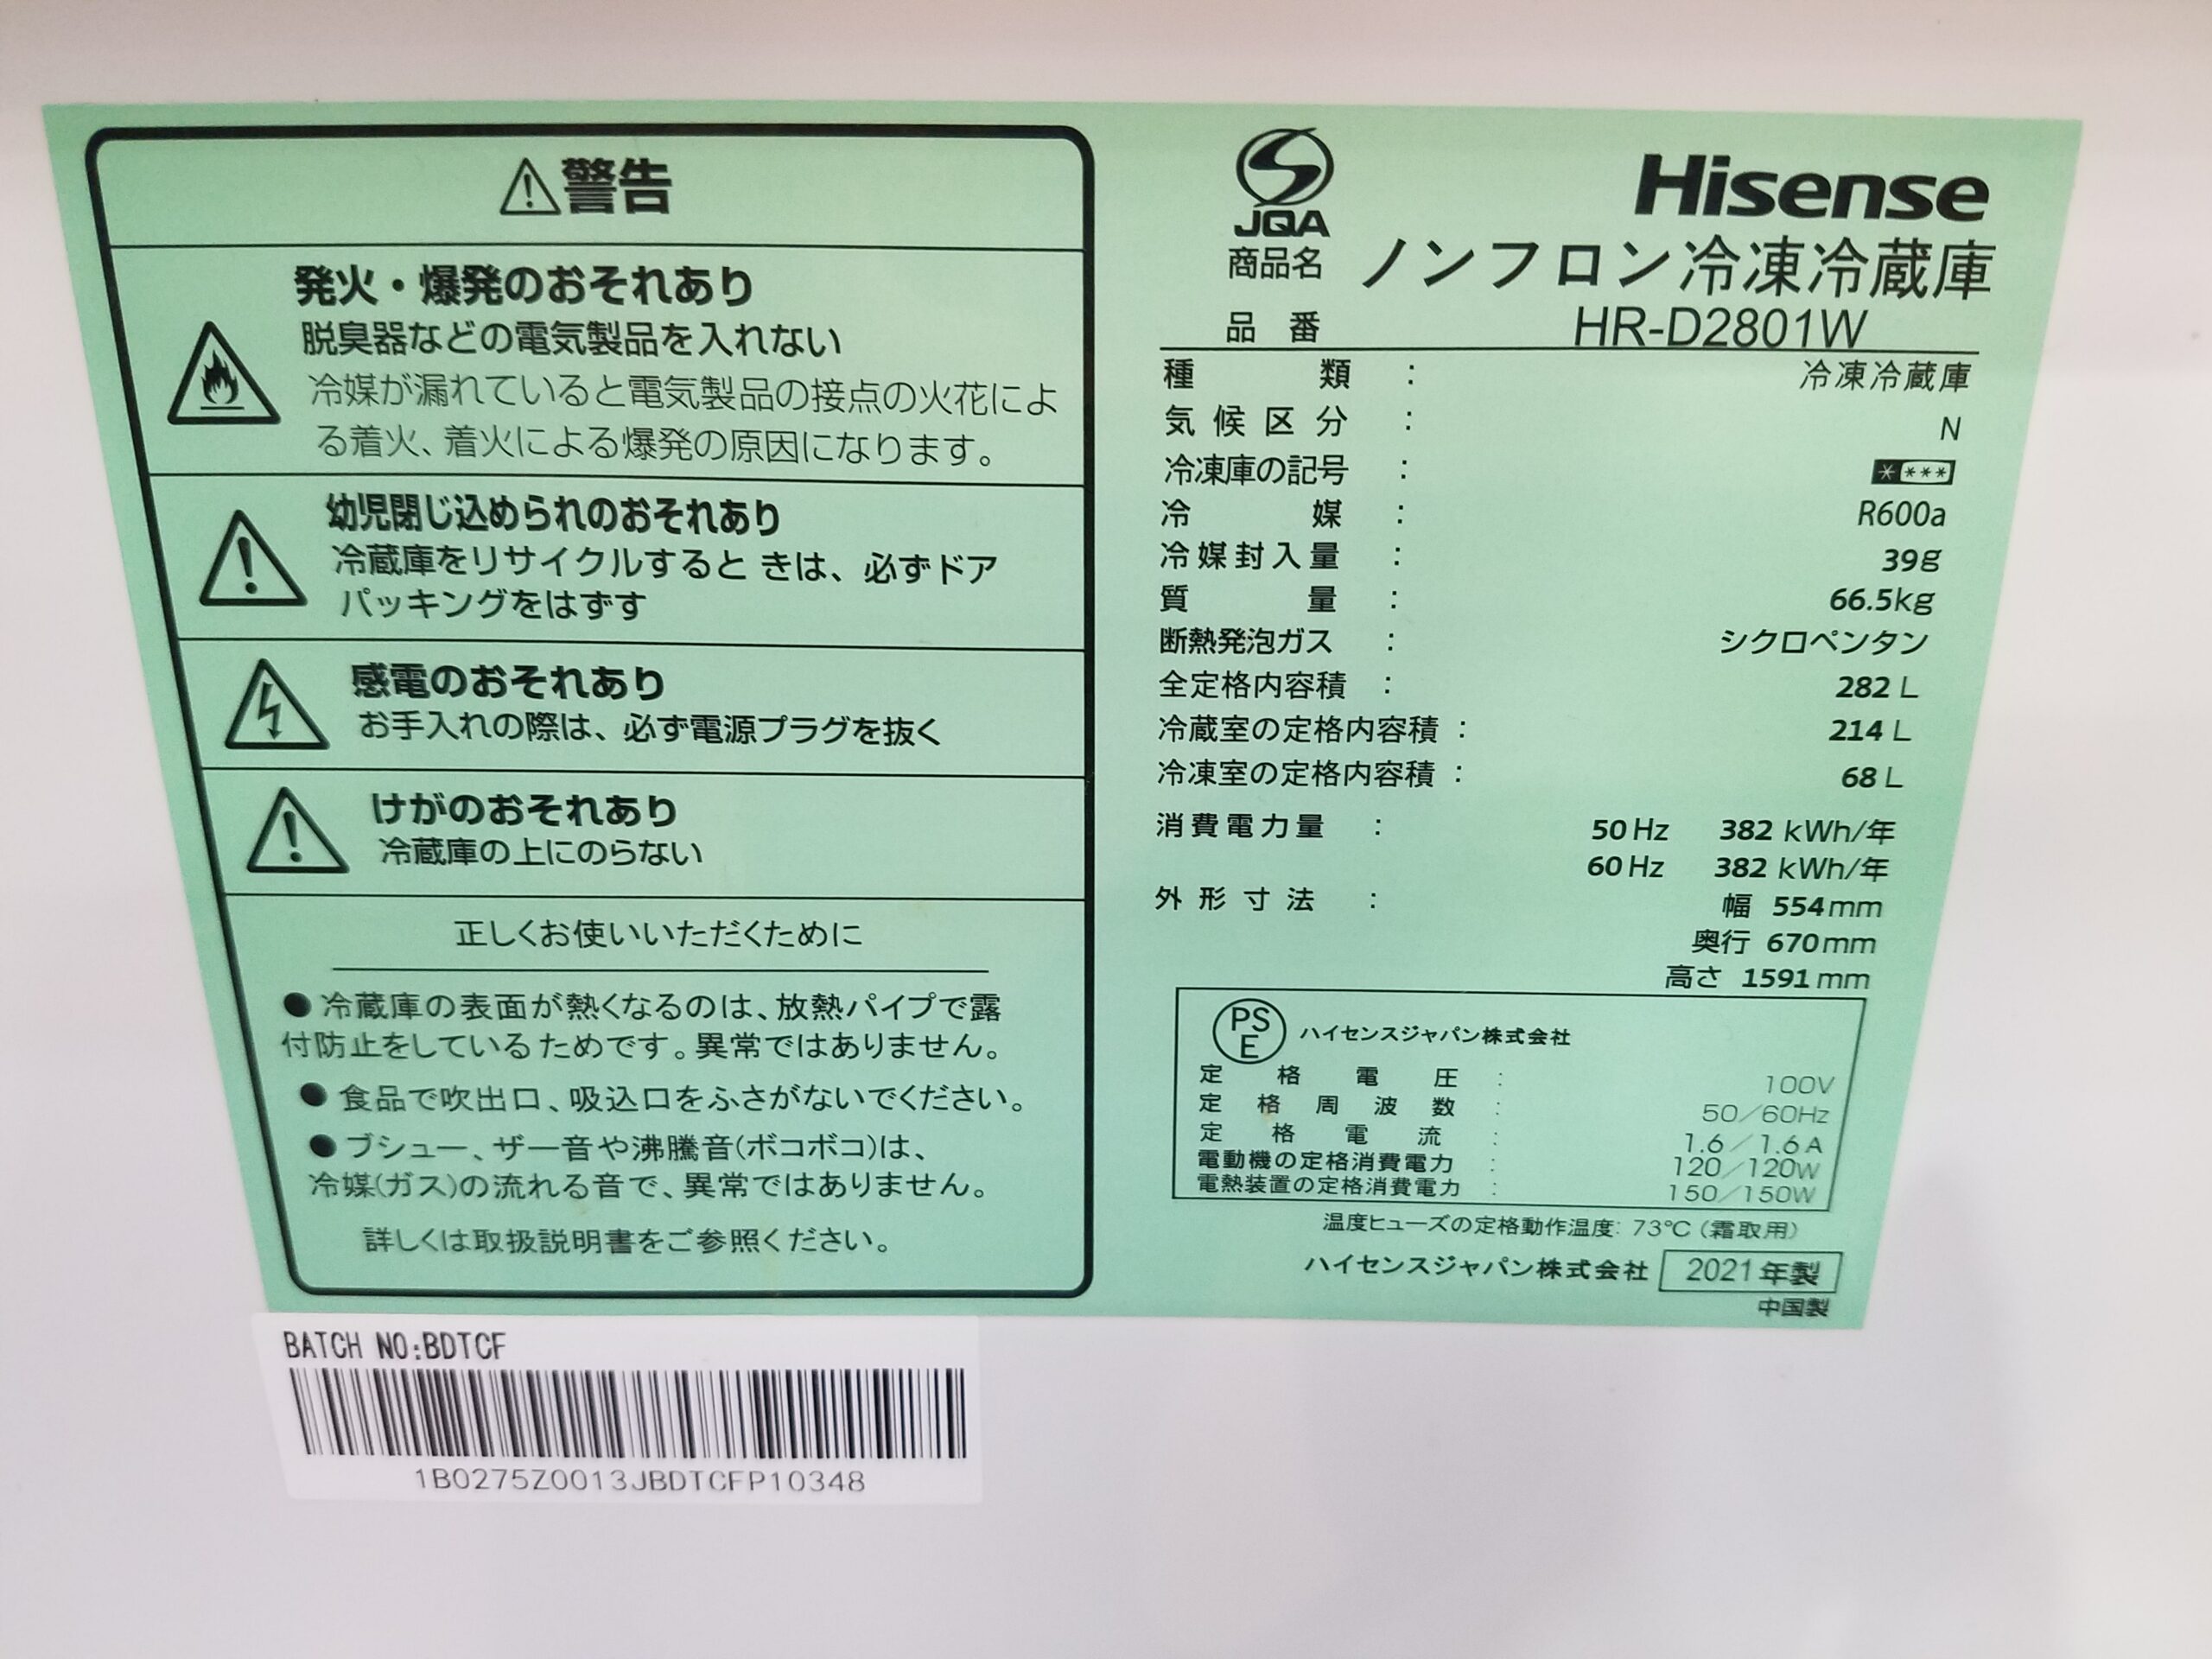 ⚠警告
発火・爆発のおそれあり
脱臭器などの電気製品を入れない
冷媒が漏れていると電気製品の接点の火花によ
る着火、着火による爆発の原因になります。
幼児閉じ込められのおそれあり
冷蔵庫をリサイクルするとき きは、必ずドア
パッキングをはずす
感電のおそれあり
お手入れの際は、必ず電源プラグを抜く
けがのおそれあり
冷蔵庫の上にのらない
正しくお使いいただくために
● 冷蔵庫の表面が熱くなるのは、放熱パイプで露
付防止をしているためです。異常ではありません。
● 食品で吹出口、吸込口をふさがないでください。
● ブシュー、ザー音や沸騰音(ボコボコ)は、
冷媒(ガス)の流れる音で、異常ではありません。
詳しくは取扱説明書をご参照ください。
JQA
Hisense
商品名 ノンフロン冷凍冷蔵庫
品 番 HR-D2801W
種 類 : 冷凍冷蔵庫
気候区分 : N
冷凍庫の記号 : ＊＊＊＊
冷 媒 : R600a
冷媒封入量 : 39g
質 量 : 66.5kg
断熱発泡ガス : シクロペンタン
全定格内容積 : 282 L
冷蔵室の定格内容積 : 214 L
冷凍室の定格内容積 : 68 L
消費電力量 : 50 Hz 382 kWh/年
60 Hz 382 kWh/年
外形寸法 : 幅 554mm
奥行 670mm
高さ 1591mm
PSE ハイセンスジャパン株式会社
定格電圧 : 100V
定格周波数 : 50／60Hz
定格電流 : 1.6／1.6A
電動機の定格消費電力 : 120／120W
電熱装置の定格消費電力 : 150／150W
温度ヒューズの定格動作温度: 73℃ (霜取用)
ハイセンスジャパン株式会社 2021年製
中国製
BATCH NO:BDTCF
1B0275Z0013JBDTCFP10348